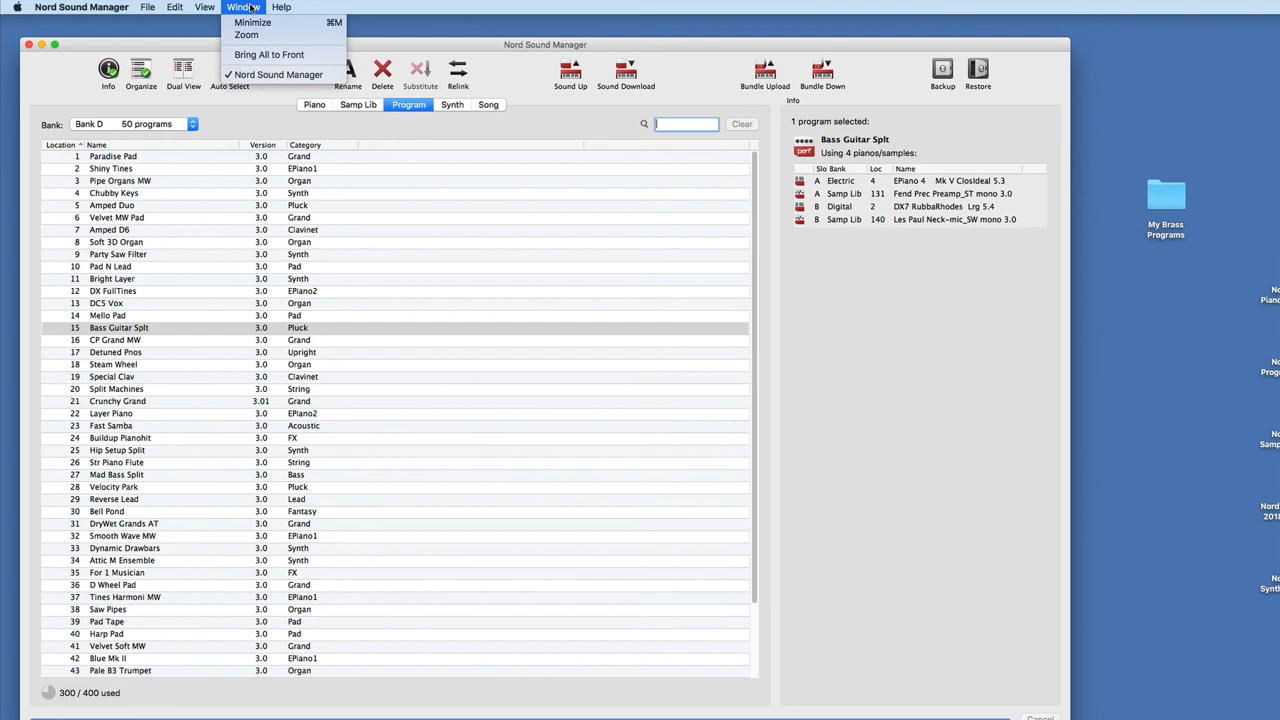 Nord Sound Manager File Edit View Window Help
Minimize ⌘M
Zoom
Bring All to Front
✓ Nord Sound Manager
Nord Sound Manager
Info Organize Dual View Auto Select Rename Delete Substitute Relink Sound Up Sound Download Bundle Upload Bundle Down Backup Restore
Piano Samp Lib Program Synth Song
Bank: Bank D 50 programs Clear
Location Name Version Category
1 Paradise Pad 3.0 Grand
2 Shiny Tines 3.0 EPiano1
3 Pipe Organs MW 3.0 Organ
4 Chubby Keys 3.0 Synth
5 Amped Duo 3.0 Pluck
6 Velvet MW Pad 3.0 Grand
7 Amped D6 3.0 Clavinet
8 Soft 3D Organ 3.0 Organ
9 Party Saw Filter 3.0 Synth
10 Pad N Lead 3.0 Pad
11 Bright Layer 3.0 Synth
12 DX FullTines 3.0 EPiano2
13 DC5 Vox 3.0 Organ
14 Mello Pad 3.0 Pad
15 Bass Guitar Splt 3.0 Pluck
16 CP Grand MW 3.0 Grand
17 Detuned Pnos 3.0 Upright
18 Steam Wheel 3.0 Organ
19 Special Clav 3.0 Clavinet
20 Split Machines 3.0 String
21 Crunchy Grand 3.01 Grand
22 Layer Piano 3.0 EPiano2
23 Fast Samba 3.0 Acoustic
24 Buildup Pianohit 3.0 FX
25 Hip Setup Split 3.0 Synth
26 Str Piano Flute 3.0 String
27 Mad Bass Split 3.0 Bass
28 Velocity Park 3.0 Pluck
29 Reverse Lead 3.0 Lead
30 Bell Pond 3.0 Fantasy
31 DryWet Grands AT 3.0 Grand
32 Smooth Wave MW 3.0 EPiano1
33 Dynamic Drawbars 3.0 Synth
34 Attic M Ensemble 3.0 Organ
35 For 1 Musician 3.0 FX
36 D Wheel Pad 3.0 Grand
37 Tines Harmoni MW 3.0 EPiano1
38 Saw Pipes 3.0 Organ
39 Pad Tape 3.0 Pad
40 Harp Pad 3.0 Pad
41 Velvet Soft MW 3.0 Grand
42 Blue Mk II 3.0 EPiano1
43 Pale B3 Trumpet 3.0 Organ
300 / 400 used
Info
1 program selected:
perf
Bass Guitar Splt
Using 4 pianos/samples:
Slo Bank Loc Name
A Electric 4 EPiano 4 Mk V ClosIdeal 5.3
A Samp Lib 131 Fend Prec Preamp_ST mono 3.0
B Digital 2 DX7 RubbaRhodes Lrg 5.4
B Samp Lib 140 Les Paul Neck-mic_SW mono 3.0
Cancel
My Brass
Programs
No
Piano
No
Progr
No
Samp
Nord
2018
No
Synth